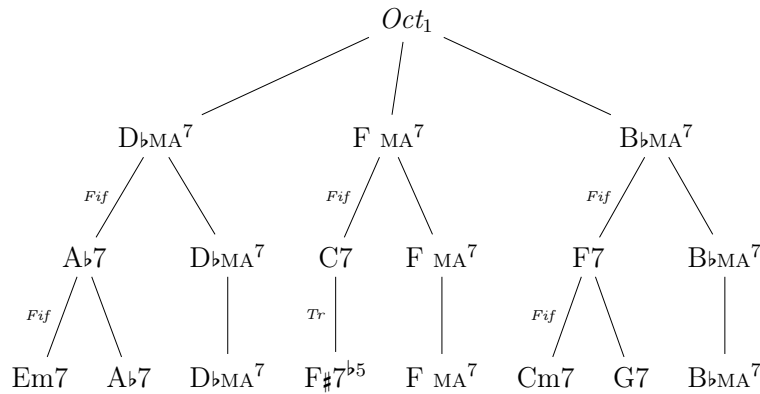 Oct₁
D♭MA⁷ F MA⁷ B♭MA⁷
Fif Fif Fif
A♭7 D♭MA⁷ C7 F MA⁷ F7 B♭MA⁷
Fif Tr Fif
Em7 A♭7 D♭MA⁷ F♯7♭⁵ F MA⁷ Cm7 G7 B♭MA⁷